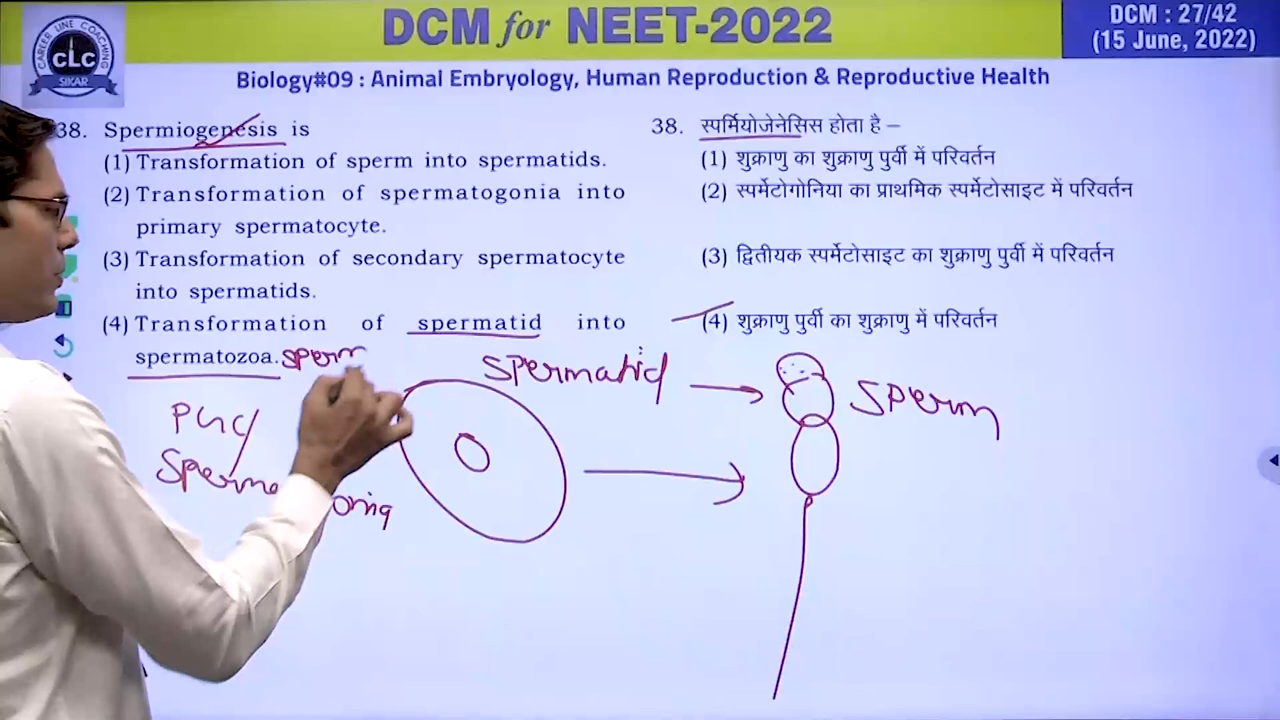 DCM for NEET-2022
DCM : 27/42
(15 June, 2022)
CAREER LINE COACHING
CLC
SIKAR
Biology#09 : Animal Embryology, Human Reproduction & Reproductive Health
38. Spermiogenesis is
(1) Transformation of sperm into spermatids.
(2) Transformation of spermatogonia into
primary spermatocyte.
(3) Transformation of secondary spermatocyte
into spermatids.
(4) Transformation of spermatid into
spermatozoa. sperm
38. स्पर्मियोजेनेसिस होता है –
(1) शुक्राणु का शुक्राणु पुर्वी में परिवर्तन
(2) स्पर्मेटोगोनिया का प्राथमिक स्पर्मेटोसाइट में परिवर्तन
(3) द्वितीयक स्पर्मेटोसाइट का शुक्राणु पुर्वी में परिवर्तन
(4) शुक्राणु पुर्वी का शुक्राणु में परिवर्तन
Spermatid
Sperm